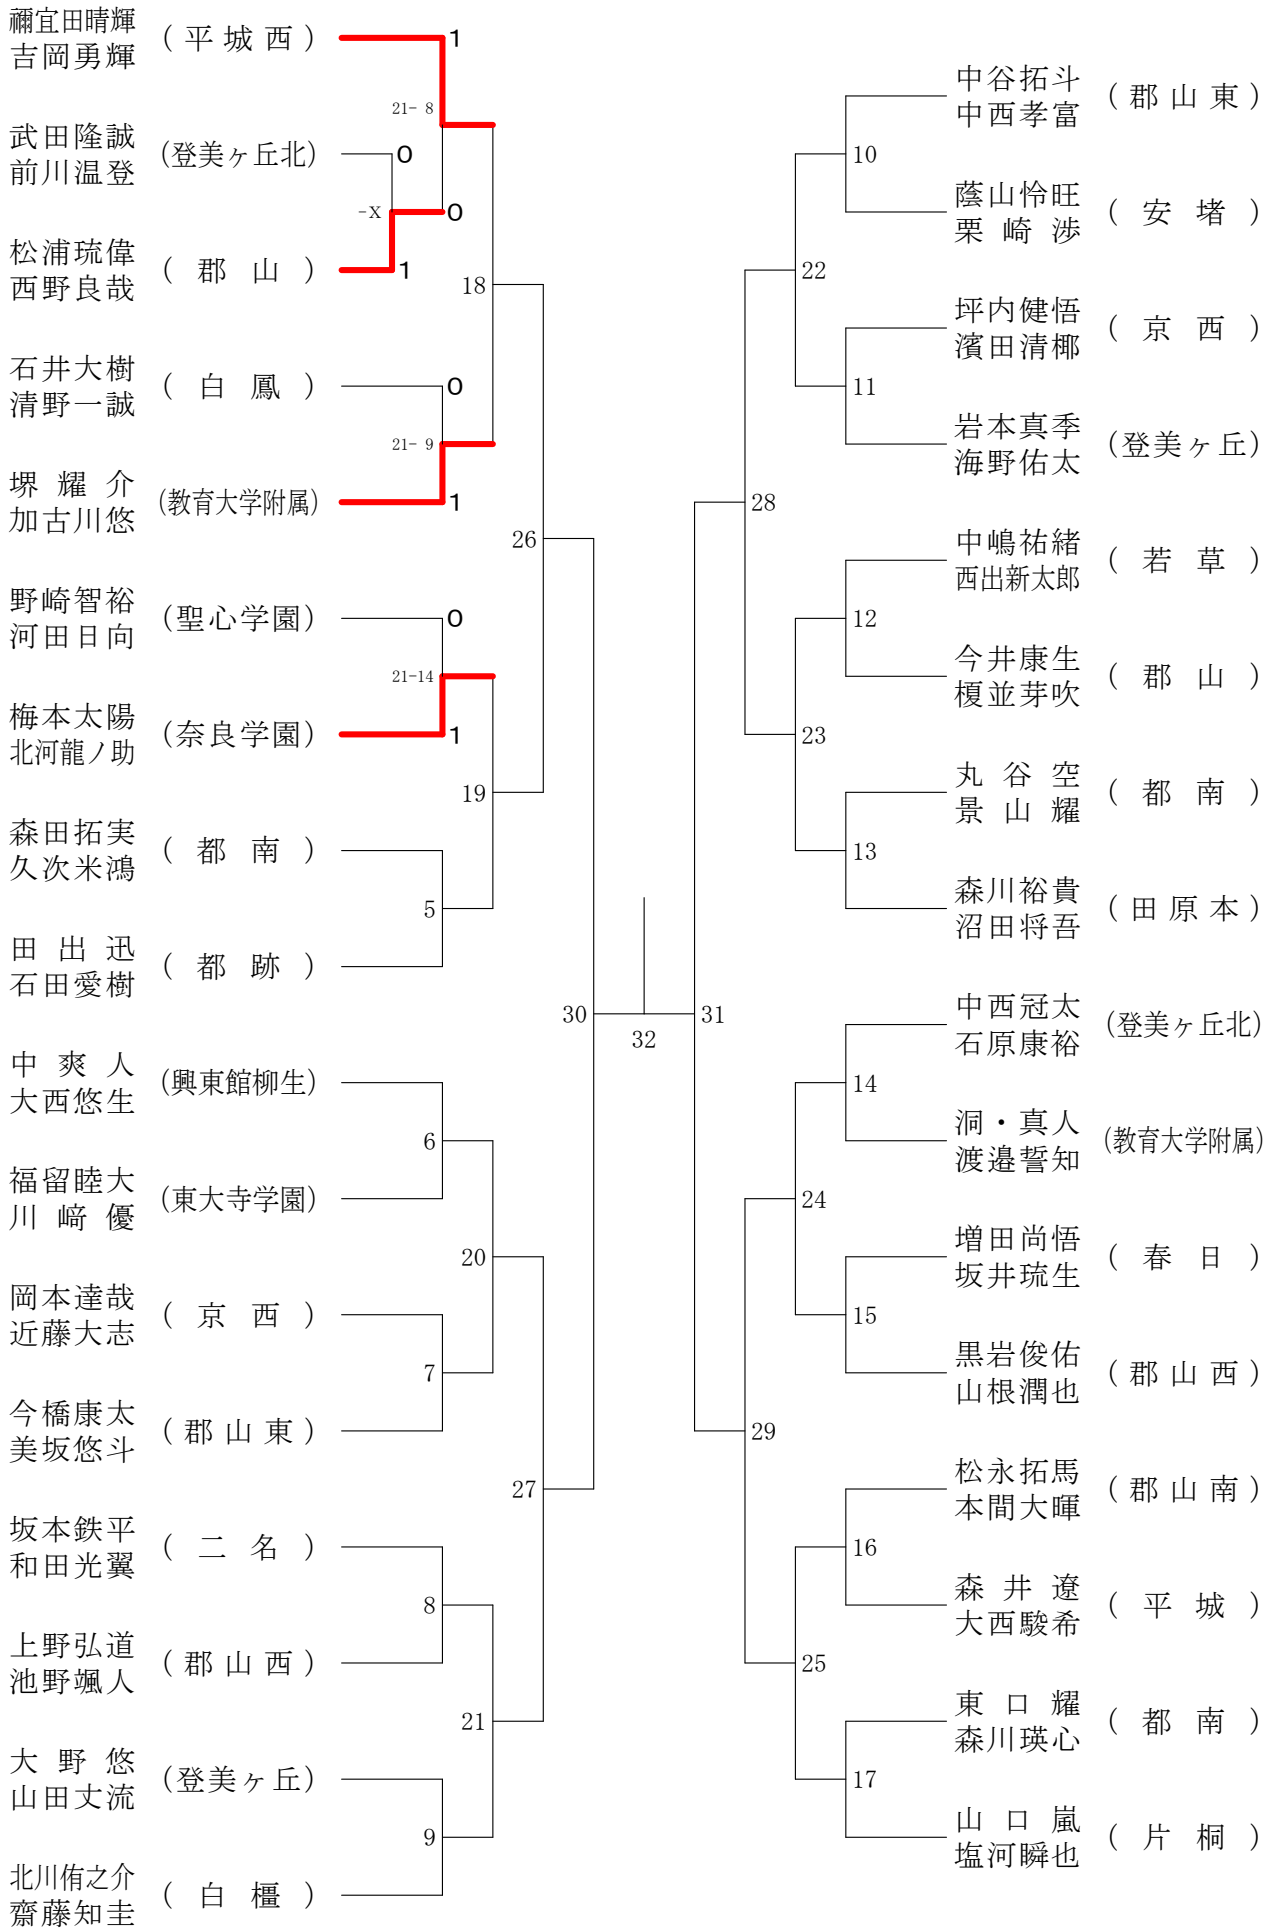 禰宜田晴輝
吉岡勇輝
(平城西)
1
21- 8
武田隆誠
前川温登
(登美ヶ丘北)
0
-X
0
松浦琉偉
西野良哉
(郡山)
1
18
石井大樹
清野一誠
(白鳳)
0
21- 9
堺耀介
加古川悠
(教育大学附属)
1
26
野崎智裕
河田日向
(聖心学園)
0
21-14
梅本太陽
北河龍ノ助
(奈良学園)
1
19
森田拓実
久次米鴻
(都南)
5
田出迅
石田愛樹
(都跡)
30
中爽人
大西悠生
(興東館柳生)
6
福留睦大
川﨑優
(東大寺学園)
20
岡本達哉
近藤大志
(京西)
7
今橋康太
美坂悠斗
(郡山東)
27
坂本鉄平
和田光翼
(二名)
8
上野弘道
池野颯人
(郡山西)
21
大野悠
山田丈流
(登美ヶ丘)
9
北川侑之介
齋藤知圭
(白橿)
32
中谷拓斗
中西孝富
(郡山東)
10
蔭山怜旺
栗崎渉
(安堵)
22
坪内健悟
濱田清椰
(京西)
11
岩本真季
海野佑太
(登美ヶ丘)
28
中嶋祐緒
西出新太郎
(若草)
12
今井康生
榎並芽吹
(郡山)
23
丸谷空
景山耀
(都南)
13
森川裕貴
沼田将吾
(田原本)
31
中西冠太
石原康裕
(登美ヶ丘北)
14
洞・真人
渡邉誓知
(教育大学附属)
24
増田尚悟
坂井琉生
(春日)
15
黒岩俊佑
山根潤也
(郡山西)
29
松永拓馬
本間大暉
(郡山南)
16
森井遼
大西駿希
(平城)
25
東口耀
森川瑛心
(都南)
17
山口嵐
塩河瞬也
(片桐)